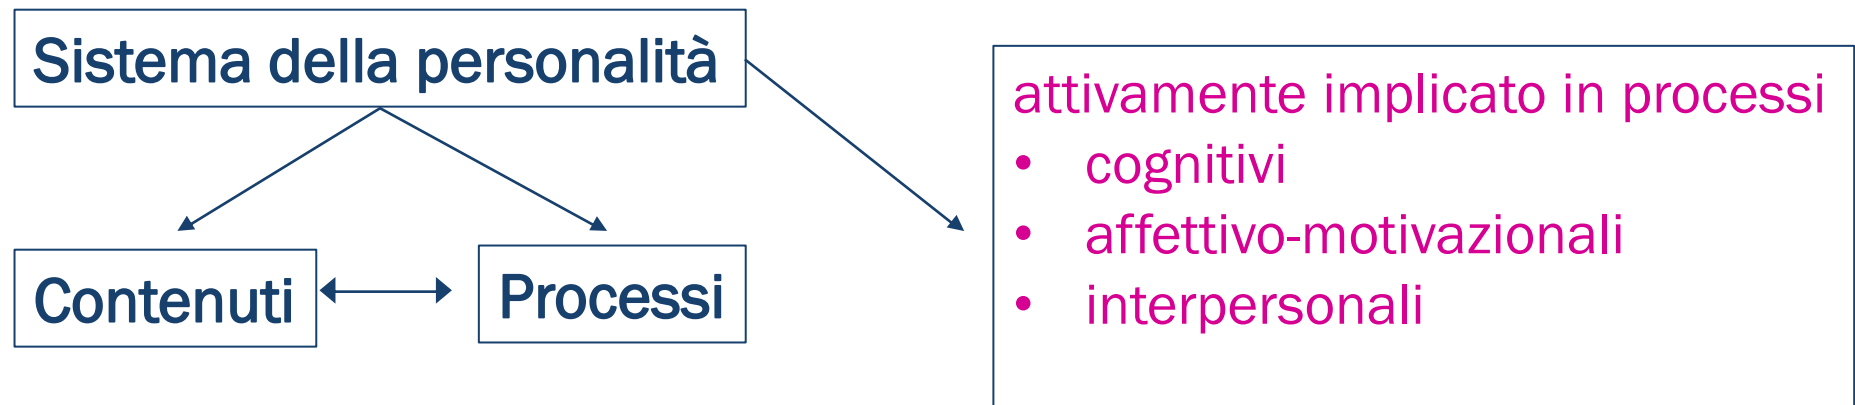 Sistema della personalità
attivamente implicato in processi
• cognitivi
• affettivo-motivazionali
• interpersonali
Contenuti
Processi